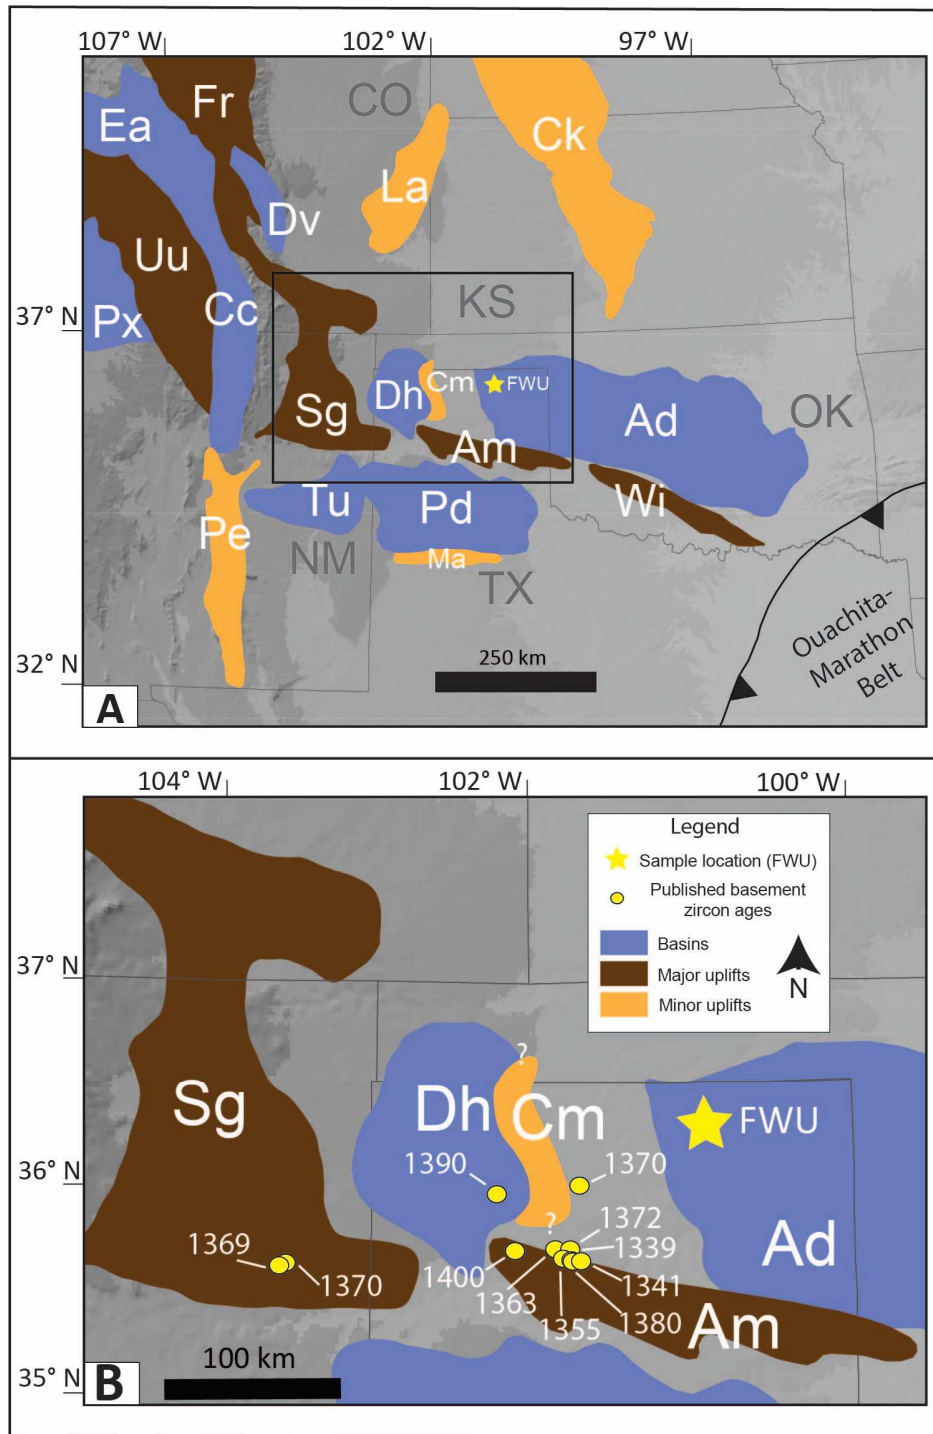 107° W
102° W
97° W
Fr
CO
Ea
Ck
La
Dv
Uu
37° N
Px
Cc
KS
Dh
Cm
FWU
Sg
Ad
OK
Am
Tu
Pd
Wi
Pe
NM
Ma
TX
Ouachita-
Marathon
Belt
32° N
250 km
A
104° W
102° W
100° W
Legend
Sample location (FWU)
Published basement
zircon ages
Basins
Major uplifts
Minor uplifts
N
37° N
?
Sg
Dh
Cm
FWU
36° N
1390
1370
?
1372
1339
Ad
1369
1370
1400
1363
1341
1355
1380
Am
100 km
35° N
B